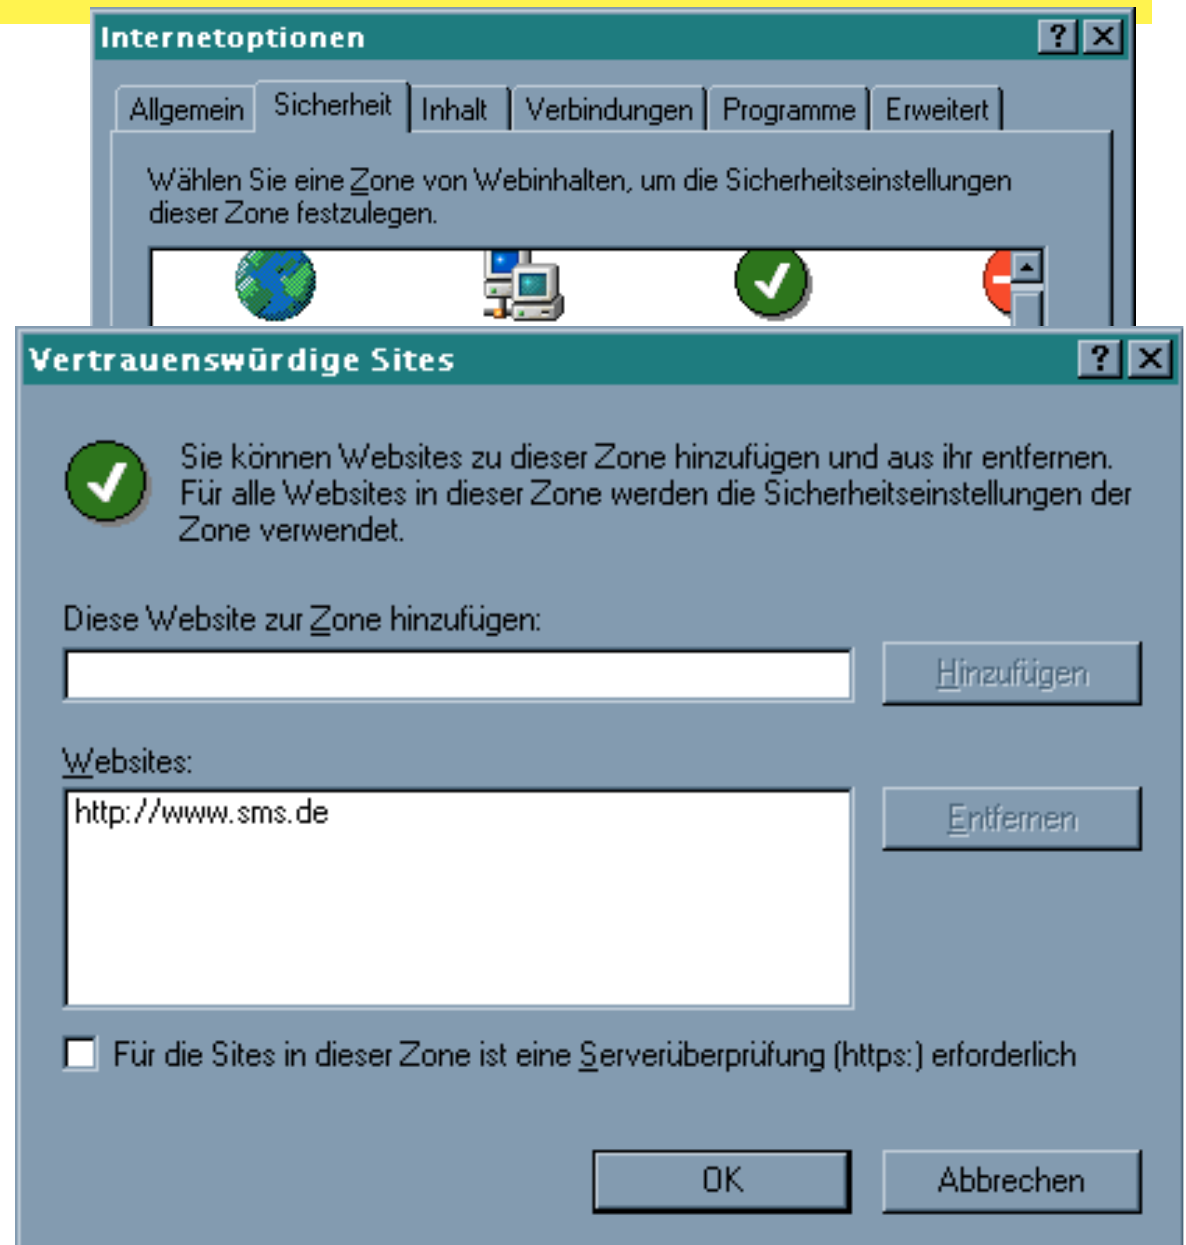 Internetoptionen
Allgemein Sicherheit Inhalt Verbindungen Programme Erweitert
Wählen Sie eine Zone von Webinhalten, um die Sicherheitseinstellungen
dieser Zone festzulegen.
Vertrauenswürdige Sites
Sie können Websites zu dieser Zone hinzufügen und aus ihr entfernen.
Für alle Websites in dieser Zone werden die Sicherheitseinstellungen der
Zone verwendet.
Diese Website zur Zone hinzufügen:
Hinzufügen
Websites:
http://www.sms.de
Entfernen
Für die Sites in dieser Zone ist eine Serverüberprüfung (https:) erforderlich
OK Abbrechen